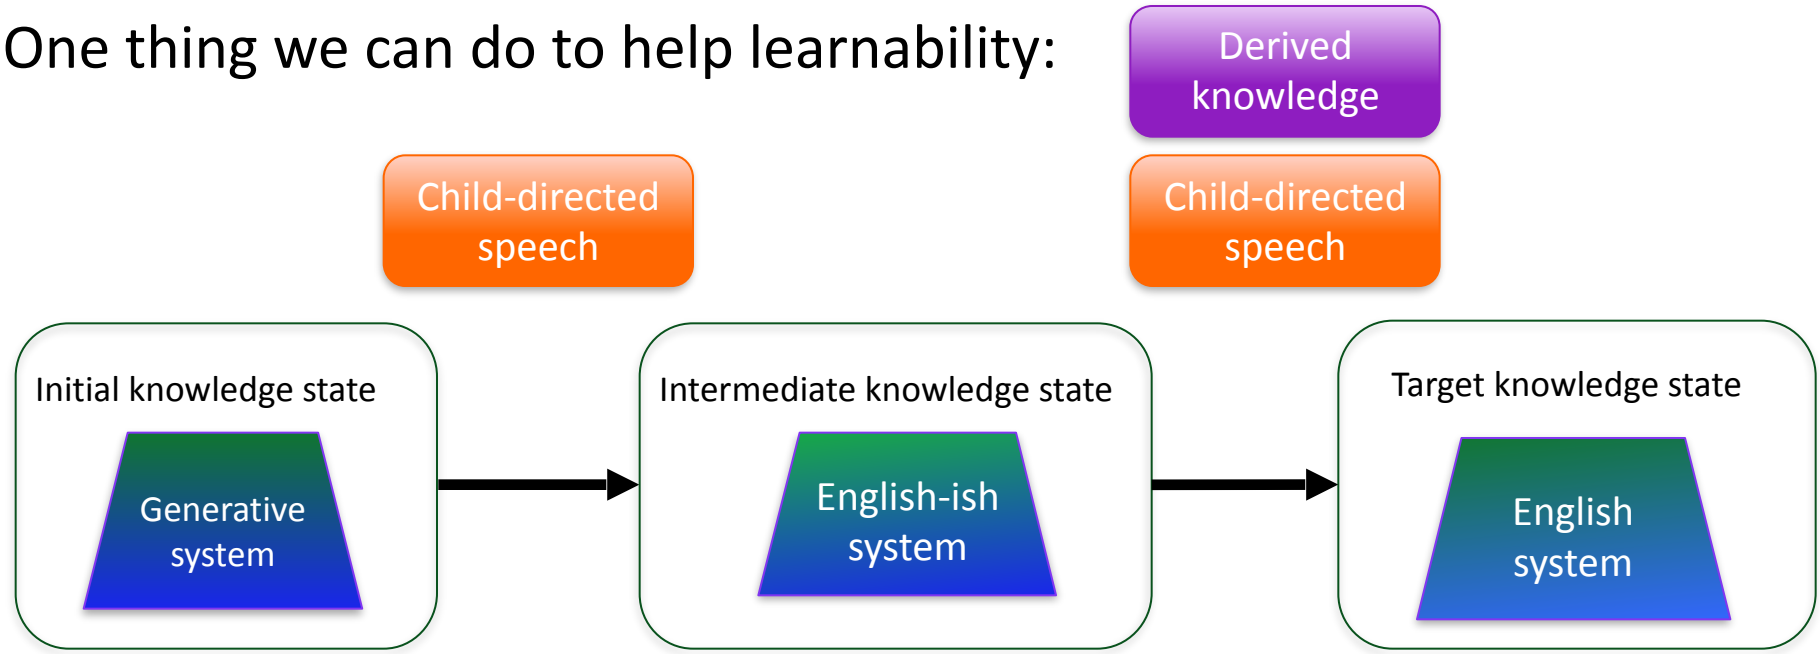 One thing we can do to help learnability:
Derived
knowledge
Child-directed
speech
Child-directed
speech
Initial knowledge state
Generative
system
Intermediate knowledge state
English-ish
system
Target knowledge state
English
system